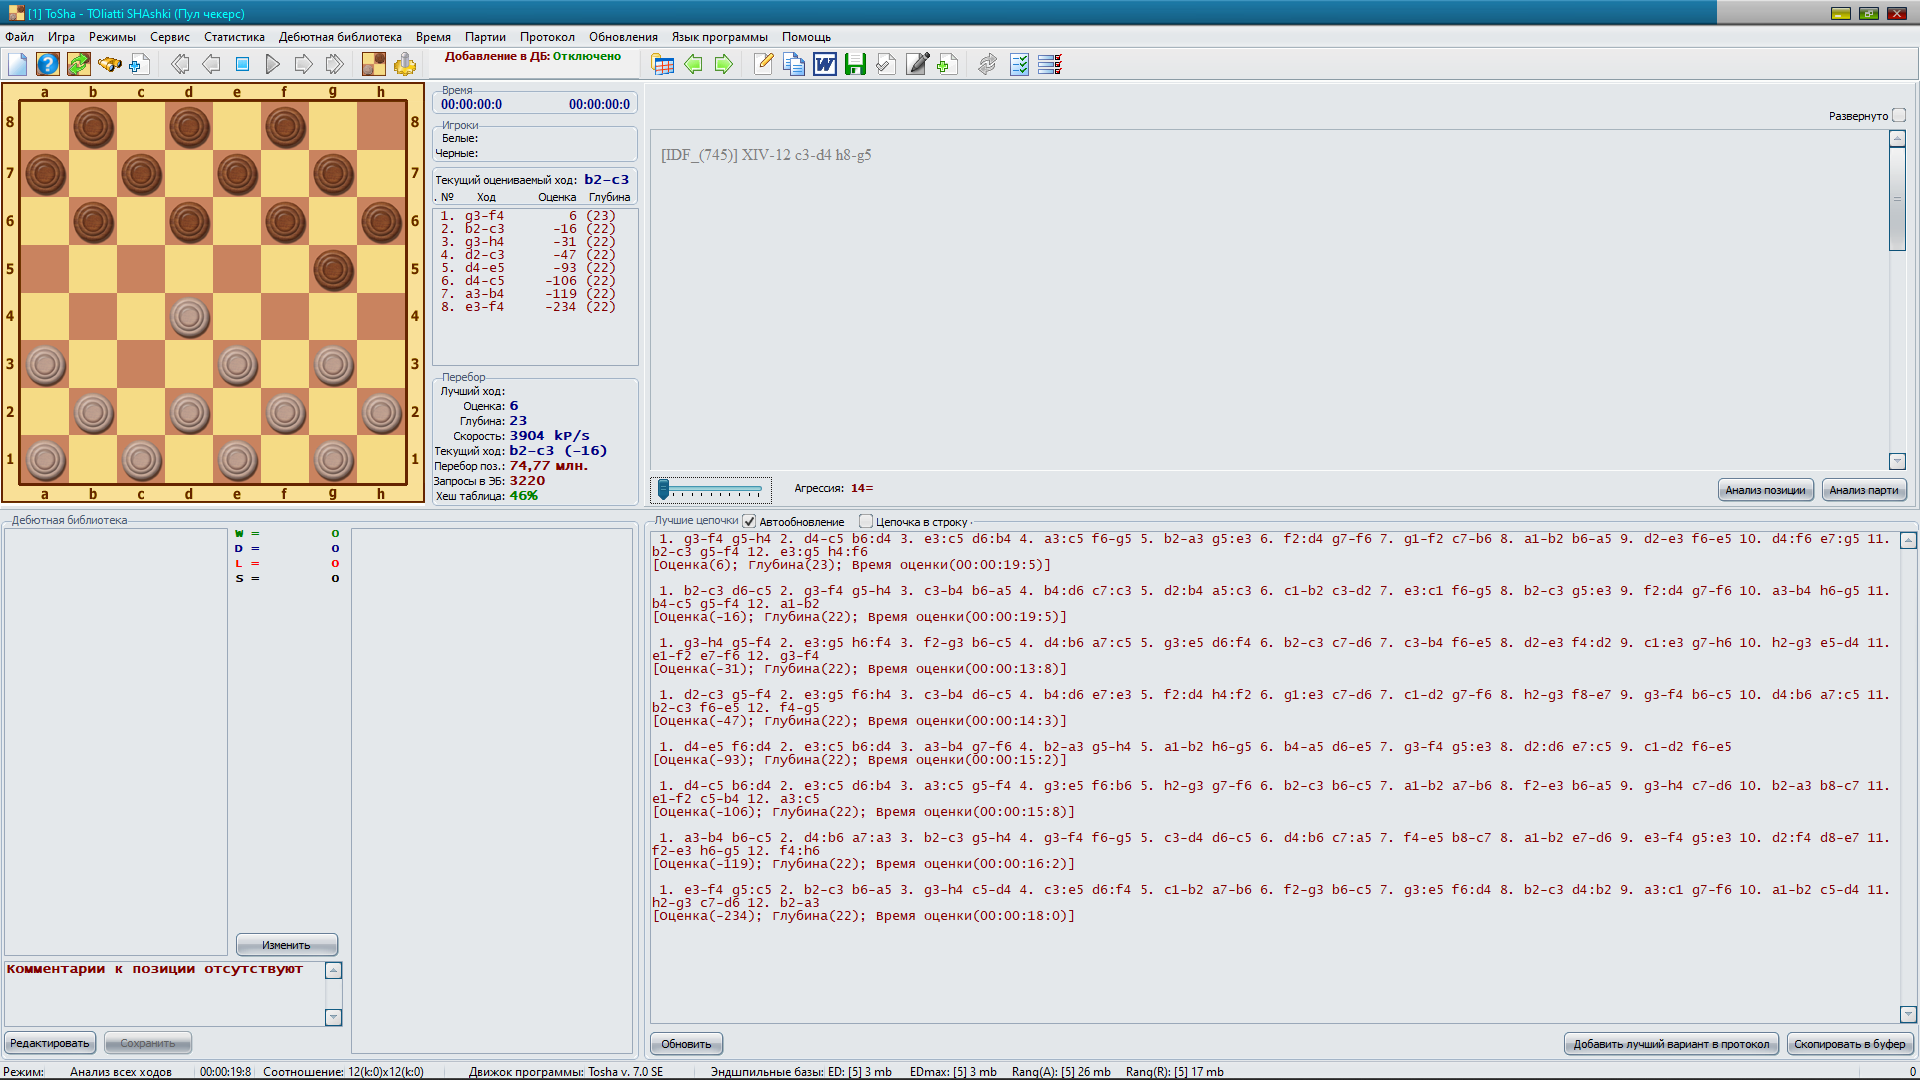 [1] ToSha - TOliatti SHAshki (Пул чекерс)
Файл Игра Режимы Сервис Статистика Дебютная библиотека Время Партии Протокол Обновления Язык программы Помощь
Добавление в ДБ: Отключено
a b c d e f g h
8 8
7 7
6 6
5 5
4 4
3 3
2 2
1 1
a b c d e f g h
Время
00:00:00:0 00:00:00:0
Игроки
Белые:
Черные:
Текущий оцениваемый ход: b2-c3
. № Ход Оценка Глубина
1. g3-f4 6 (23)
2. b2-c3 -16 (22)
3. g3-h4 -31 (22)
4. d2-c3 -47 (22)
5. d4-e5 -93 (22)
6. d4-c5 -106 (22)
7. a3-b4 -119 (22)
8. e3-f4 -234 (22)
Перебор
Лучший ход:
Оценка: 6
Глубина: 23
Скорость: 3904 kP/s
Текущий ход: b2-c3 (-16)
Перебор поз.: 74,77 млн.
Запросы в ЭБ: 3220
Хеш таблица: 46%
Развернуто
[IDF_(745)] XIV-12 c3-d4 h8-g5
Агрессия: 14=
Анализ позиции Анализ парти
Дебютная библиотека
W = 0
D = 0
L = 0
S = 0
Изменить
Комментарии к позиции отсутствуют
Редактировать Сохранить
Лучшие цепочки Автообновление Цепочка в строку
1. g3-f4 g5-h4 2. d4-c5 b6:d4 3. e3:c5 d6:b4 4. a3:c5 f6-g5 5. b2-a3 g5:e3 6. f2:d4 g7-f6 7. g1-f2 c7-b6 8. a1-b2 b6-a5 9. d2-e3 f6-e5 10. d4:f6 e7:g5 11.
b2-c3 g5-f4 12. e3:g5 h4:f6
[Оценка(6); Глубина(23); Время оценки(00:00:19:5)]
1. b2-c3 d6-c5 2. g3-f4 g5-h4 3. c3-b4 b6-a5 4. b4:d6 c7:c3 5. d2:b4 a5:c3 6. c1-b2 c3-d2 7. e3:c1 f6-g5 8. b2-c3 g5:e3 9. f2:d4 g7-f6 10. a3-b4 h6-g5 11.
b4-c5 g5-f4 12. a1-b2
[Оценка(-16); Глубина(22); Время оценки(00:00:19:5)]
1. g3-h4 g5-f4 2. e3:g5 h6:f4 3. f2-g3 b6-c5 4. d4:b6 a7:c5 5. g3:e5 d6:f4 6. b2-c3 c7-d6 7. c3-b4 f6-e5 8. d2-e3 f4:d2 9. c1:e3 g7-h6 10. h2-g3 e5-d4 11.
e1-f2 e7-f6 12. g3-f4
[Оценка(-31); Глубина(22); Время оценки(00:00:13:8)]
1. d2-c3 g5-f4 2. e3:g5 f6:h4 3. c3-b4 d6-c5 4. b4:d6 e7:e3 5. f2:d4 h4:f2 6. g1:e3 c7-d6 7. c1-d2 g7-f6 8. h2-g3 f8-e7 9. g3-f4 b6-c5 10. d4:b6 a7:c5 11.
b2-c3 f6-e5 12. f4-g5
[Оценка(-47); Глубина(22); Время оценки(00:00:14:3)]
1. d4-e5 f6:d4 2. e3:c5 b6:d4 3. a3-b4 g7-f6 4. b2-a3 g5-h4 5. a1-b2 h6-g5 6. b4-a5 d6-e5 7. g3-f4 g5:e3 8. d2:d6 e7:c5 9. c1-d2 f6-e5
[Оценка(-93); Глубина(22); Время оценки(00:00:15:2)]
1. d4-c5 b6:d4 2. e3:c5 d6:b4 3. a3:c5 g5-f4 4. g3:e5 f6:b6 5. h2-g3 g7-f6 6. b2-c3 b6-c5 7. a1-b2 a7-b6 8. f2-e3 b6-a5 9. g3-h4 c7-d6 10. b2-a3 b8-c7 11.
e1-f2 c5-b4 12. a3:c5
[Оценка(-106); Глубина(22); Время оценки(00:00:15:8)]
1. a3-b4 b6-c5 2. d4:b6 a7:a3 3. b2-c3 g5-h4 4. g3-f4 f6-g5 5. c3-d4 d6-c5 6. d4:b6 c7:a5 7. f4-e5 b8-c7 8. a1-b2 e7-d6 9. e3-f4 g5:e3 10. d2:f4 d8-e7 11.
f2-e3 h6-g5 12. f4:h6
[Оценка(-119); Глубина(22); Время оценки(00:00:16:2)]
1. e3-f4 g5:c5 2. b2-c3 b6-a5 3. g3-h4 c5-d4 4. c3:e5 d6:f4 5. c1-b2 a7-b6 6. f2-g3 b6-c5 7. g3:e5 f6:d4 8. b2-c3 d4:b2 9. a3:c1 g7-f6 10. a1-b2 c5-d4 11.
h2-g3 c7-d6 12. b2-a3
[Оценка(-234); Глубина(22); Время оценки(00:00:18:0)]
Обновить Добавить лучший вариант в протокол Скопировать в буфер
Режим: Анализ всех ходов 00:00:19:8 Соотношение: 12(k:0)x12(k:0) Движок программы: Tosha v. 7.0 SE Эндшпильные базы: ED: [5] 3 mb EDmax: [5] 3 mb Rang(A): [5] 26 mb Rang(R): [5] 17 mb 0